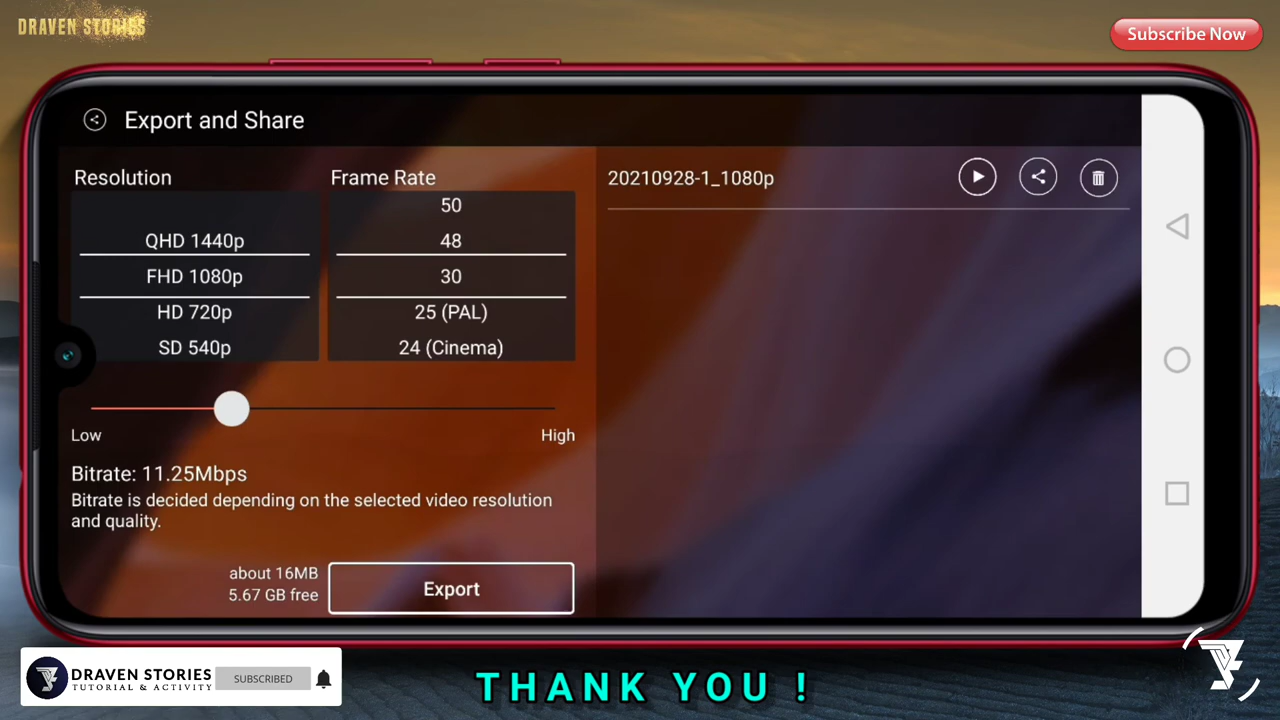 DRAVEN STORIES
Subscribe Now
Export and Share
Resolution
Frame Rate
QHD 1440p
FHD 1080p
HD 720p
SD 540p
50
48
30
25 (PAL)
24 (Cinema)
20210928-1_1080p
Low
High
Bitrate: 11.25Mbps
Bitrate is decided depending on the selected video resolution
and quality.
about 16MB
5.67 GB free
Export
DRAVEN STORIES
TUTORIAL & ACTIVITY
SUBSCRIBED
THANK YOU !